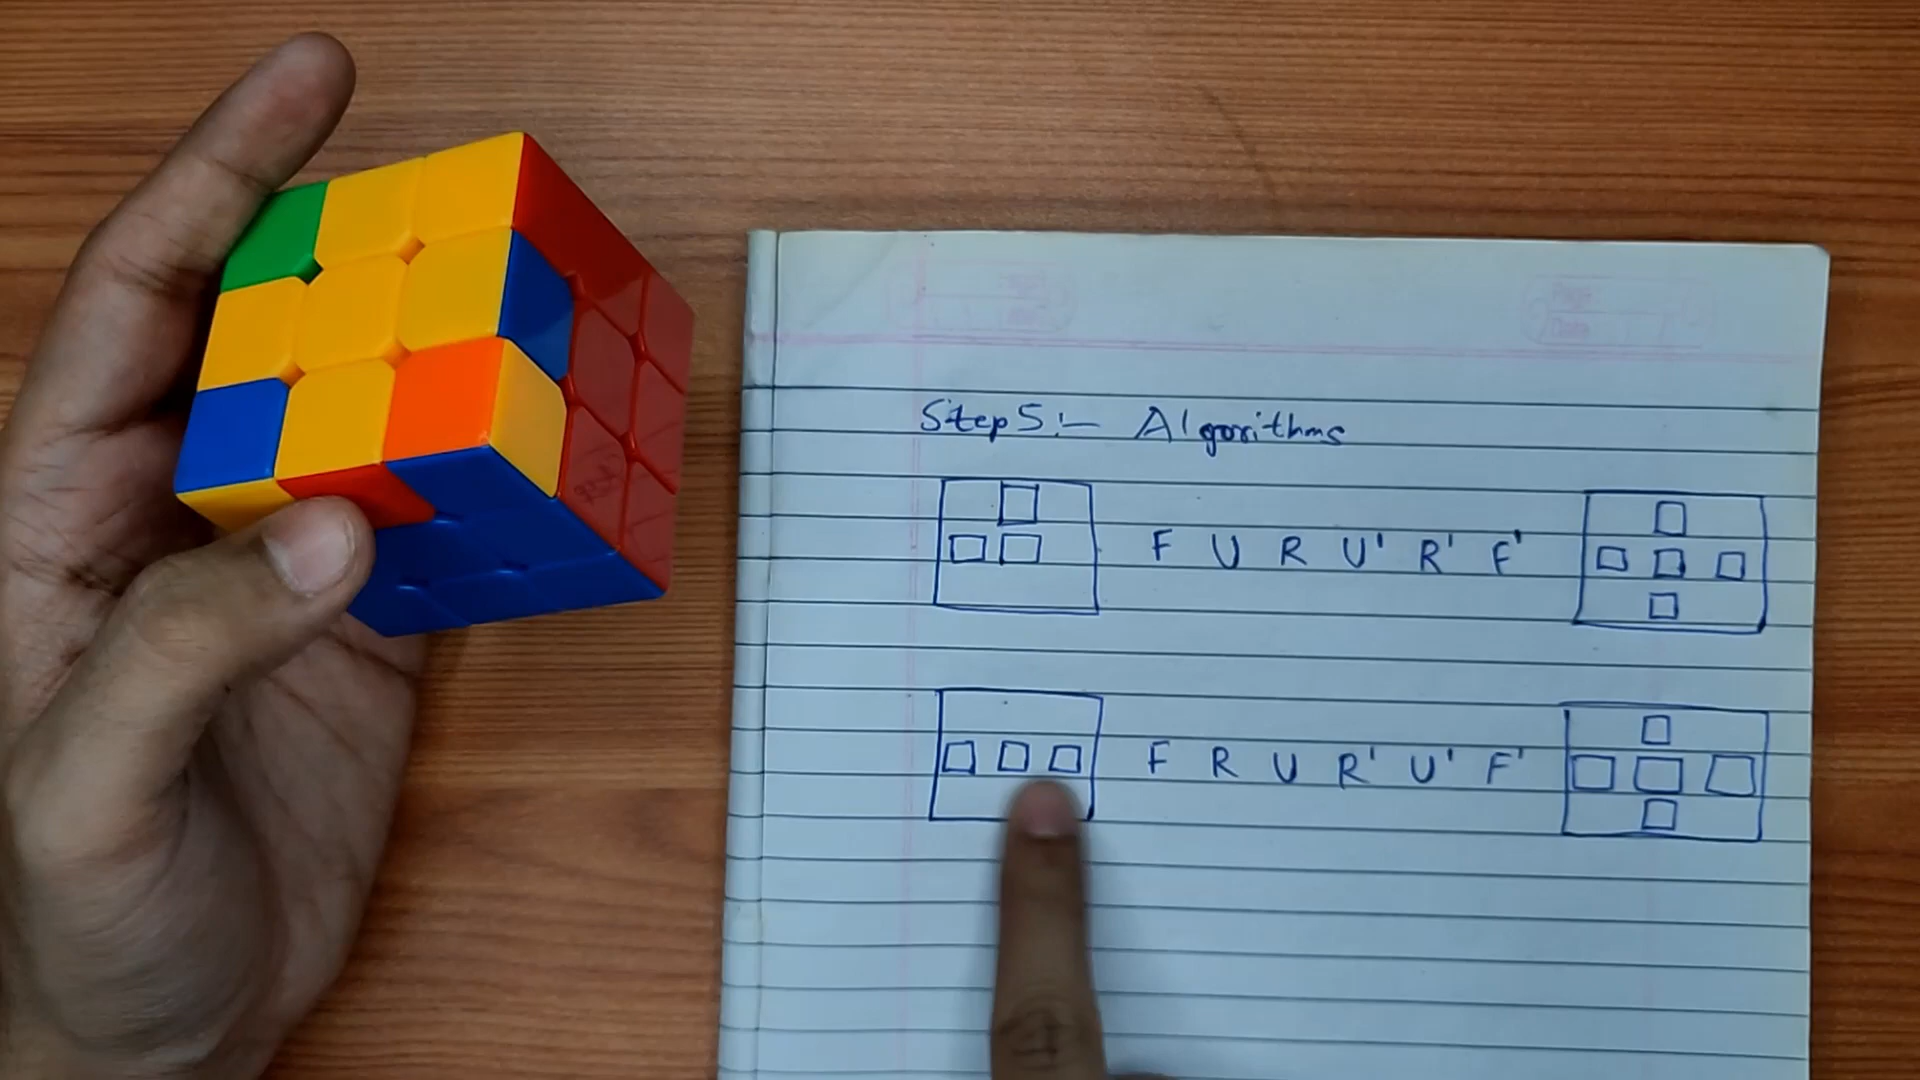 Step 5:- Algorithms
F U R U' R' F'
F R U R' U' F'